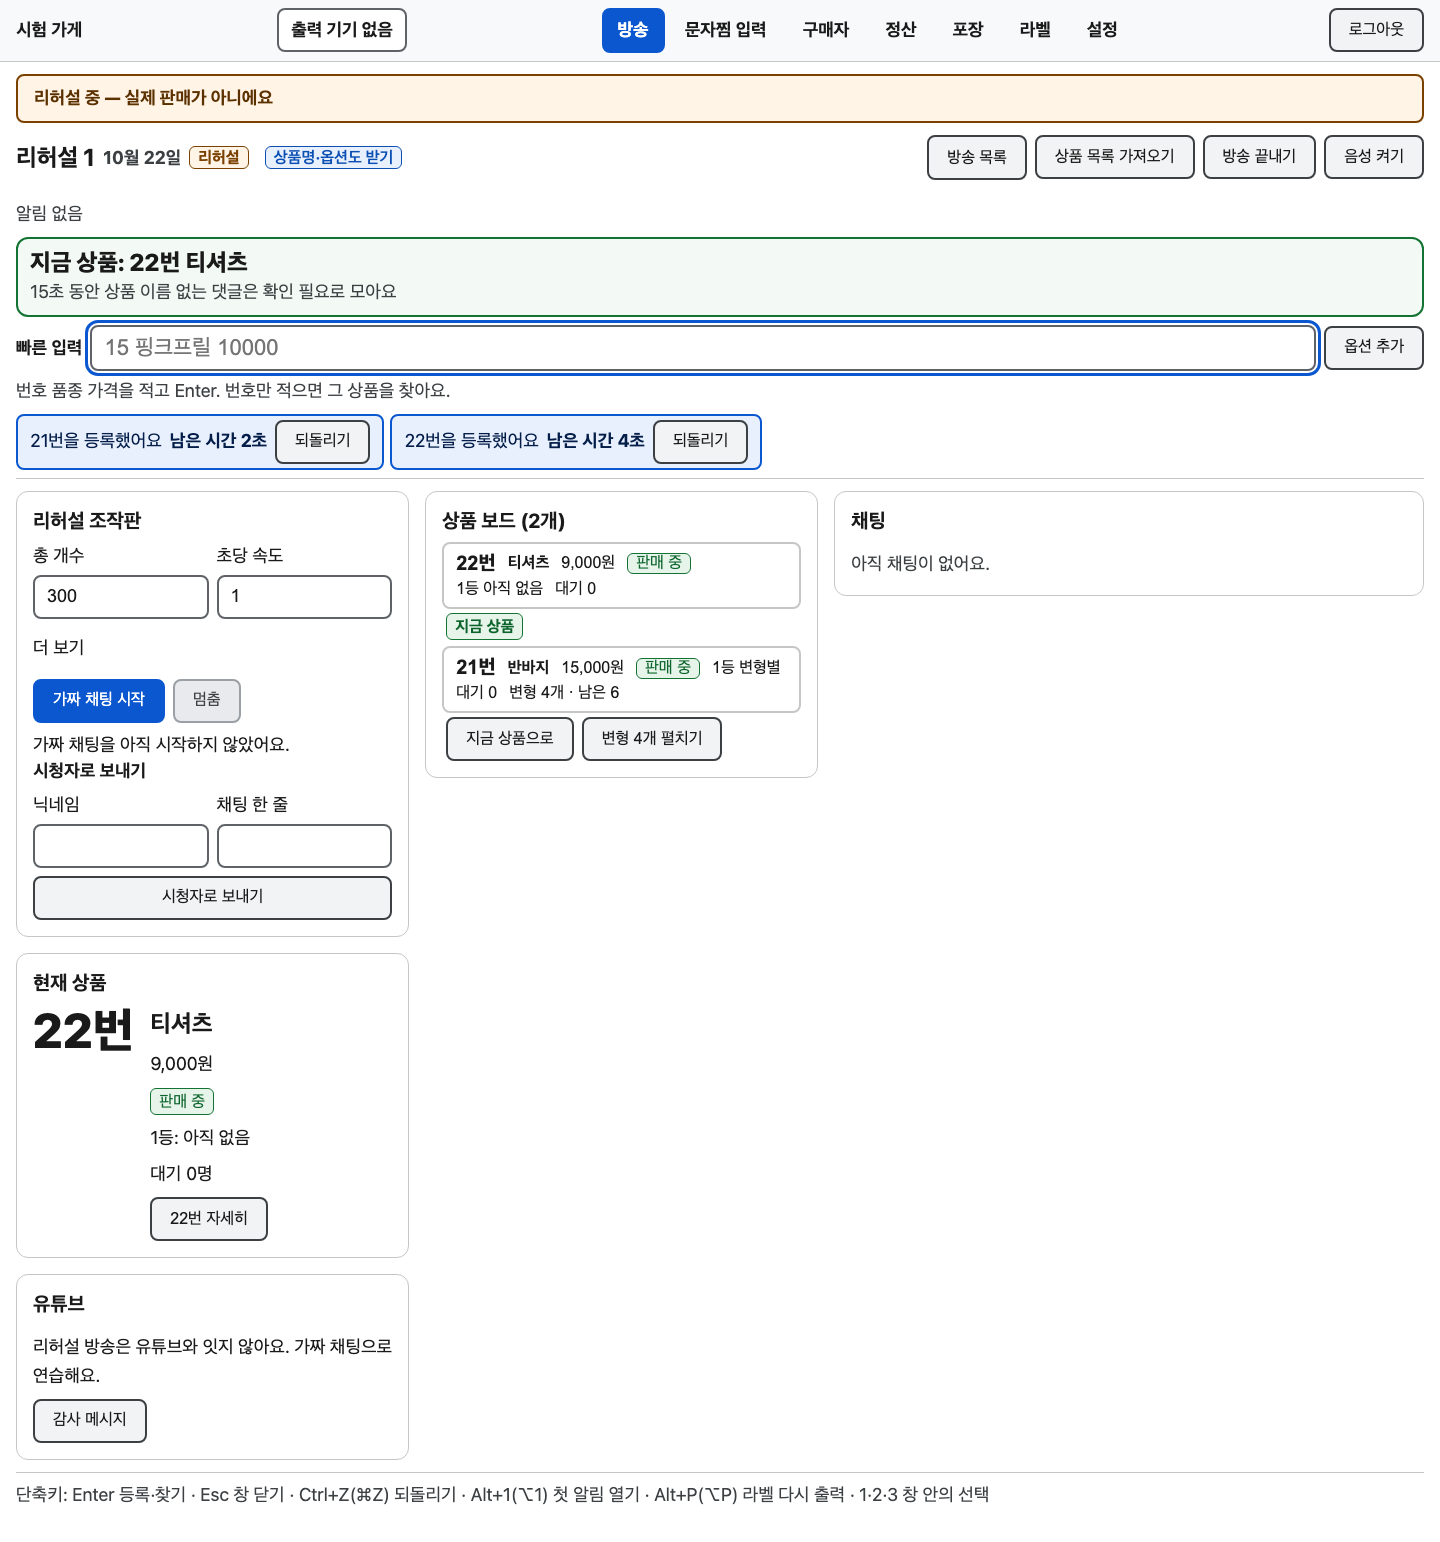 시험 가게
출력 기기 없음
방송 문자찜 입력 구매자 정산 포장 라벨 설정
로그아웃
리허설 중 — 실제 판매가 아니에요
리허설 1 10월 22일 리허설 상품명·옵션도 받기
방송 목록 상품 목록 가져오기 방송 끝내기 음성 켜기
알림 없음
지금 상품: 22번 티셔츠
15초 동안 상품 이름 없는 댓글은 확인 필요로 모아요
빠른 입력 15 핑크프릴 10000 옵션 추가
번호 품종 가격을 적고 Enter. 번호만 적으면 그 상품을 찾아요.
21번을 등록했어요 남은 시간 2초 되돌리기
22번을 등록했어요 남은 시간 4초 되돌리기
리허설 조작판
총 개수 초당 속도
300 1
더 보기
가짜 채팅 시작 멈춤
가짜 채팅을 아직 시작하지 않았어요.
시청자로 보내기
닉네임 채팅 한 줄
시청자로 보내기
현재 상품
22번 티셔츠
9,000원
판매 중
1등: 아직 없음
대기 0명
22번 자세히
유튜브
리허설 방송은 유튜브와 잇지 않아요. 가짜 채팅으로
연습해요.
감사 메시지
상품 보드 (2개)
22번 티셔츠 9,000원 판매 중
1등 아직 없음 대기 0
지금 상품
21번 반바지 15,000원 판매 중 1등 변형별
대기 0 변형 4개 · 남은 6
지금 상품으로 변형 4개 펼치기
채팅
아직 채팅이 없어요.
단축키: Enter 등록·찾기 · Esc 창 닫기 · Ctrl+Z(⌘Z) 되돌리기 · Alt+1(⌥1) 첫 알림 열기 · Alt+P(⌥P) 라벨 다시 출력 · 1·2·3 창 안의 선택